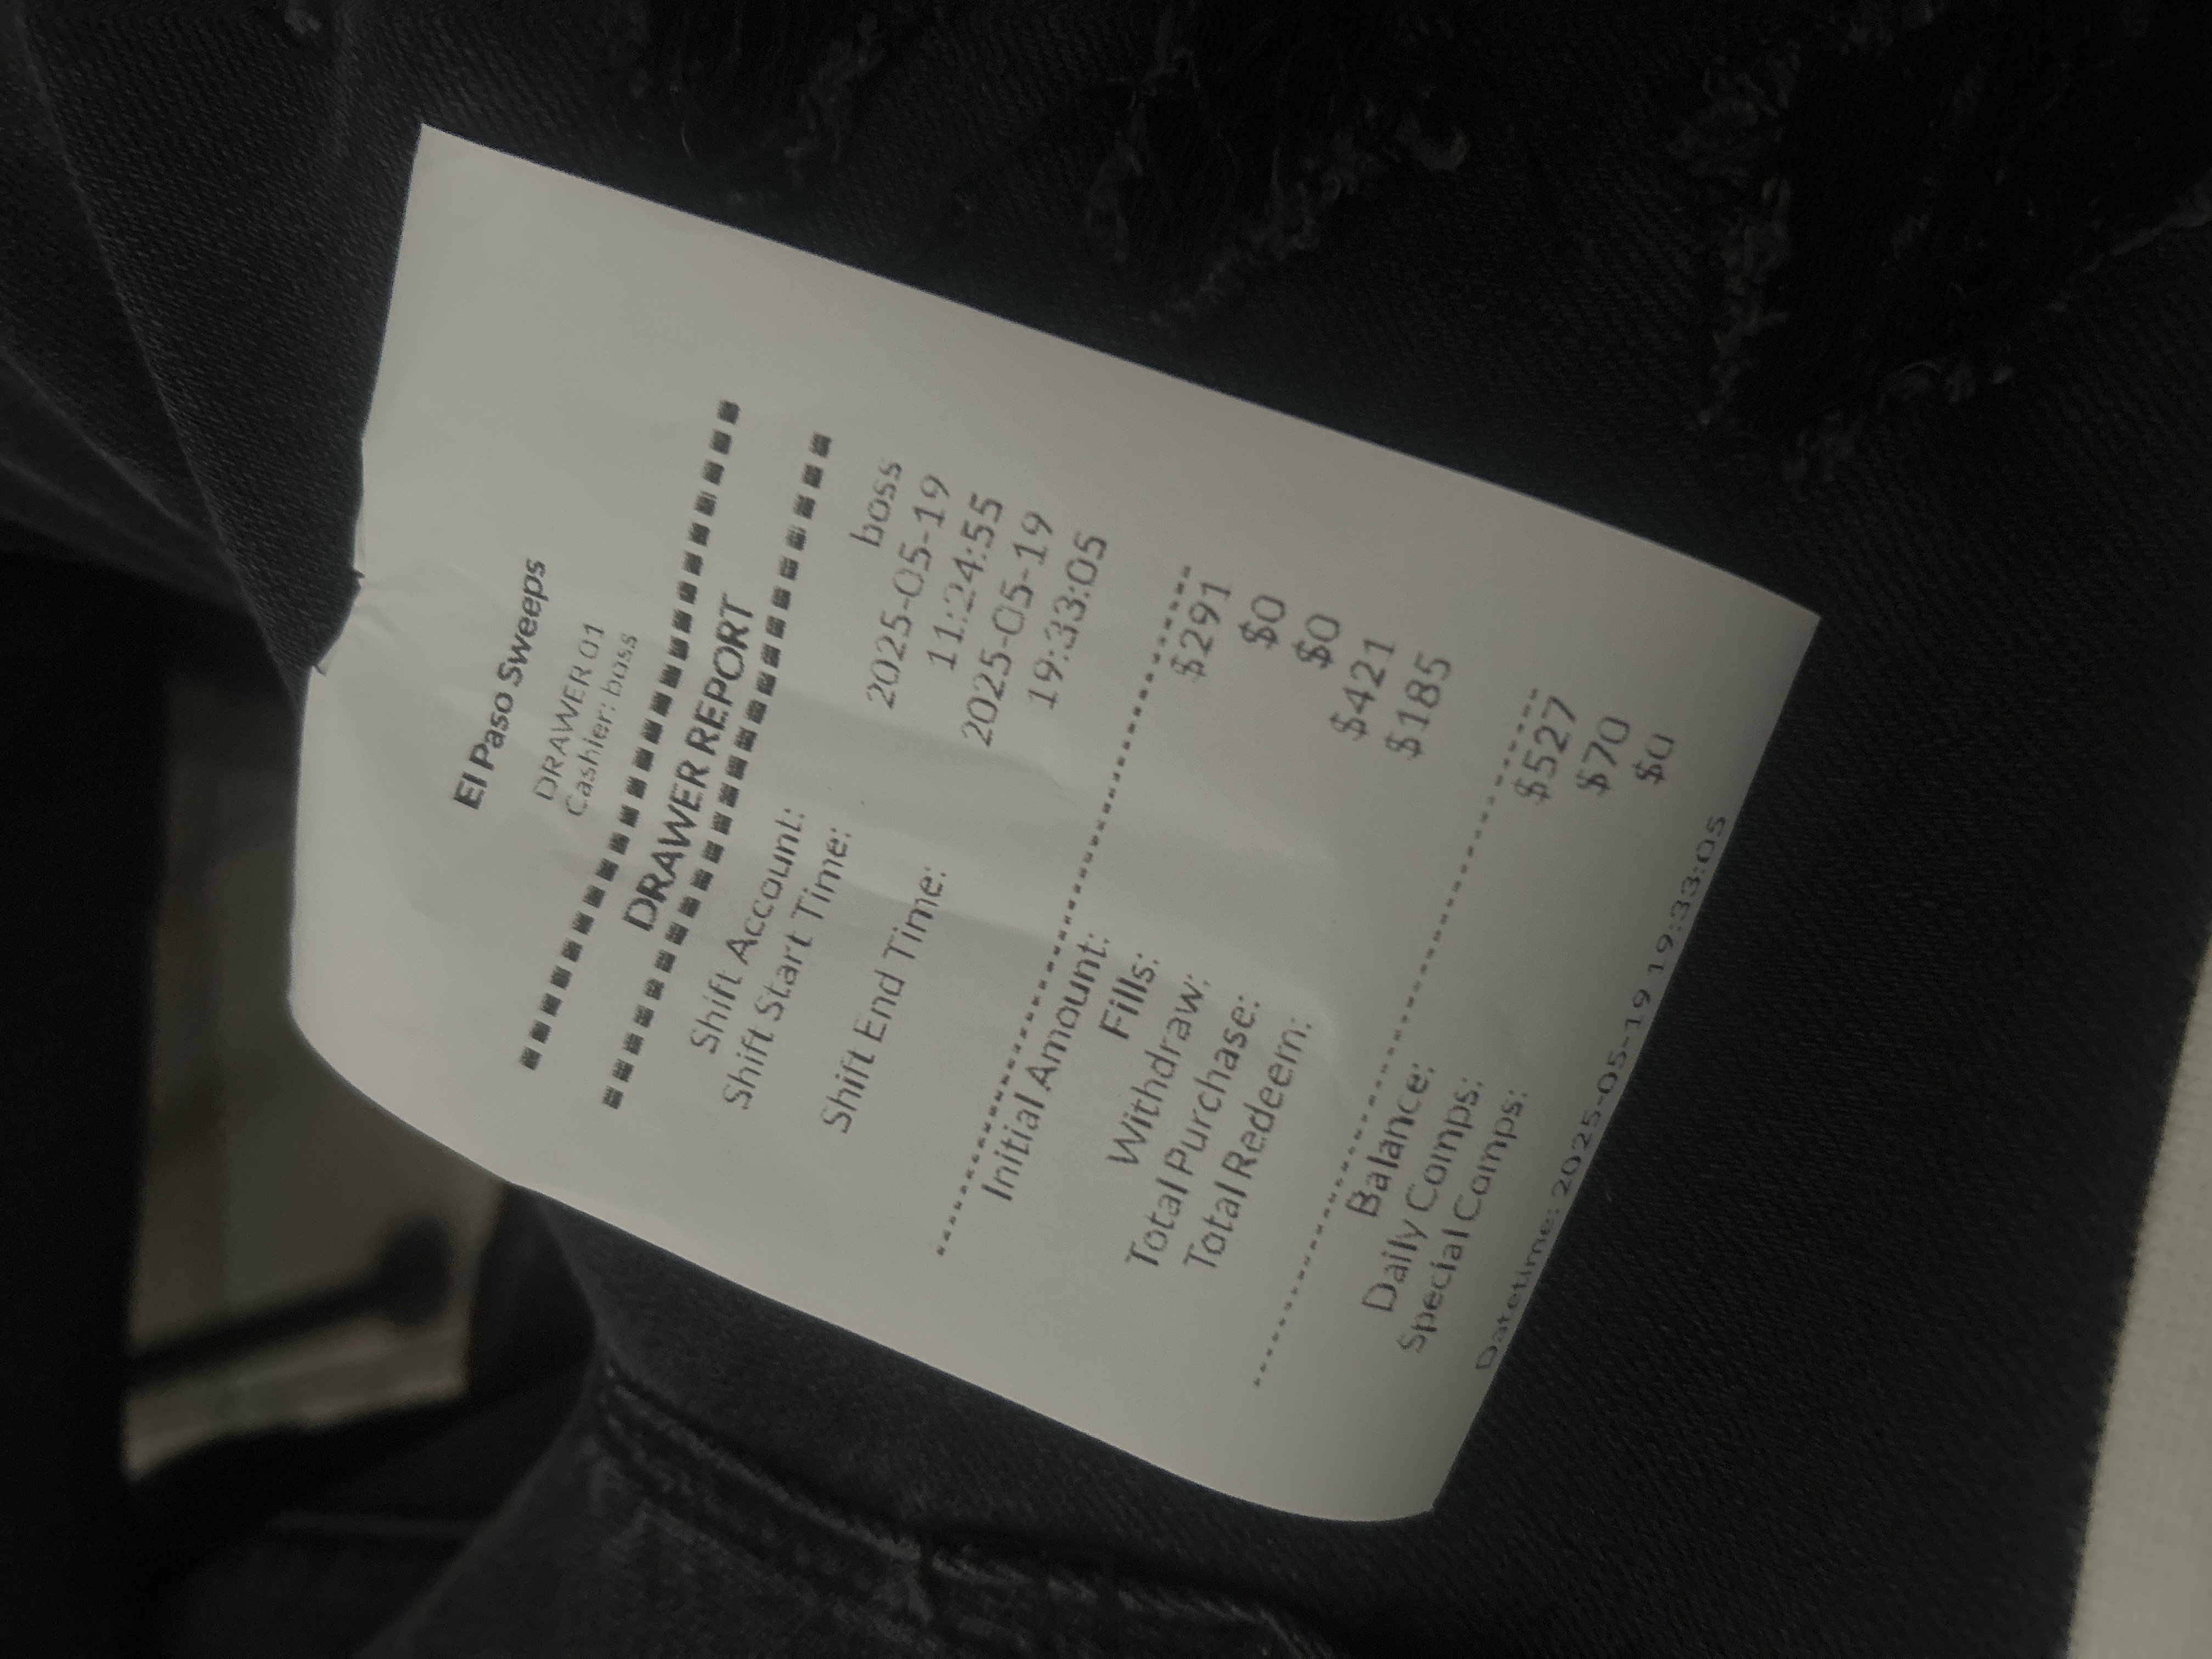 El Paso Sweeps
DRAWER 01
Cashier: boss
DRAWER REPORT
Shift Account: boss
Shift Start Time: 2025-05-19
11:24:55
Shift End Time: 2025-05-19
19:33:05
Initial Amount: $291
Fills: $0
Withdraw: $0
Total Purchase: $421
Total Redeem: $185
Balance: $527
Daily Comps: $70
Special Comps: $0
Datetime: 2025-05-19 19:33:05